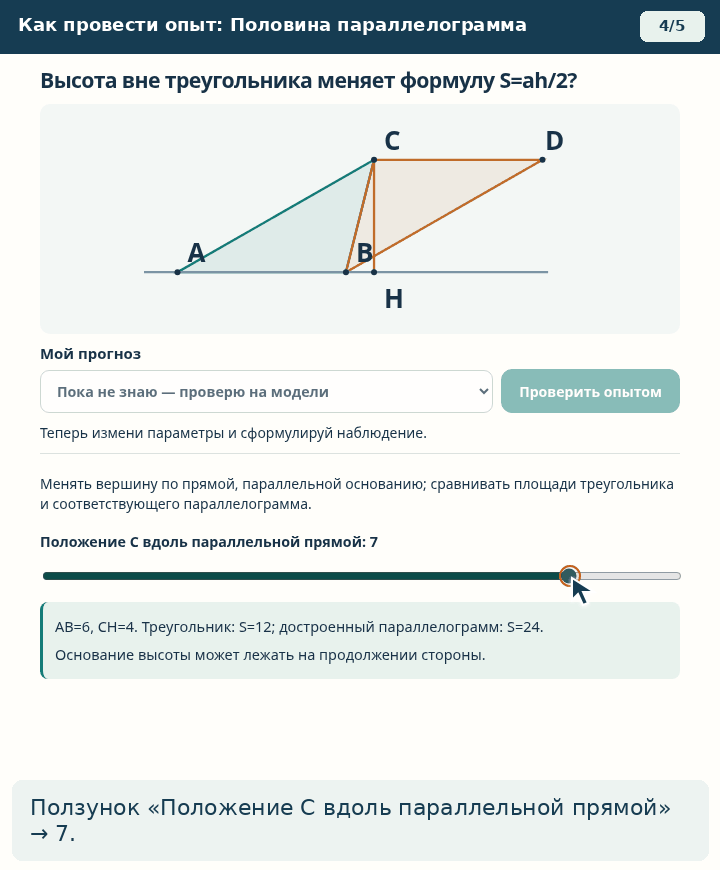 Как провести опыт: Половина параллелограмма
4/5
Высота вне треугольника меняет формулу S=ah/2?
C
D
A
B
H
Мой прогноз
Пока не знаю — проверю на модели
Проверить опытом
Теперь измени параметры и сформулируй наблюдение.
Менять вершину по прямой, параллельной основанию; сравнивать площади треугольника
и соответствующего параллелограмма.
Положение C вдоль параллельной прямой: 7
AB=6, CH=4. Треугольник: S=12; достроенный параллелограмм: S=24.
Основание высоты может лежать на продолжении стороны.
Ползунок «Положение C вдоль параллельной прямой»
→ 7.